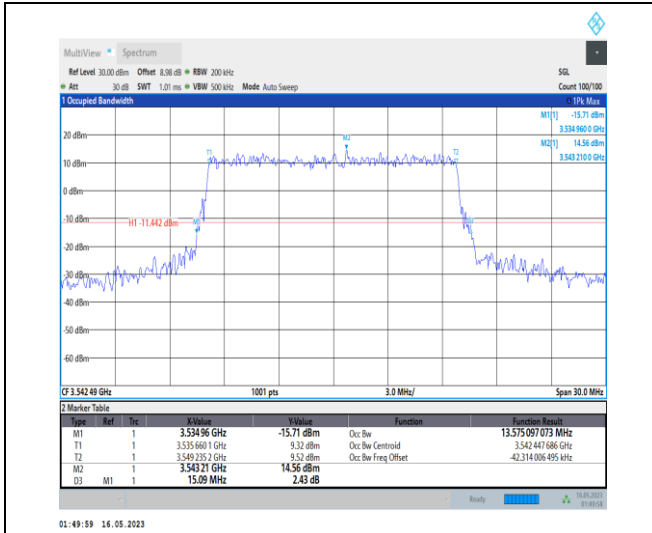 MultiView Spectrum
Ref Level 30.00 dBm Offset 8.98 dB RBW 200 kHz SGL
Att 30 dB SWT 1.01 ms VBW 500 kHz Mode Auto Sweep Count 100/100
1 Occupied Bandwidth 1Pk Max
M1[1] -15.71 dBm
3.534 960 0 GHz
M2[1] 14.56 dBm
3.543 210 0 GHz
20 dBm
M2
T1
T2
10 dBm
0 dBm
-10 dBm
H1 -11.442 dBm
M1
-20 dBm
-30 dBm
-40 dBm
-50 dBm
-60 dBm
CF 3.542 49 GHz 1001 pts 3.0 MHz/ Span 30.0 MHz
2 Marker Table
Type Ref Trc X-Value Y-Value Function Function Result
M1 1 3.534 96 GHz -15.71 dBm Occ Bw 13.575 097 073 MHz
T1 1 3.535 660 1 GHz 9.32 dBm Occ Bw Centroid 3.542 447 686 GHz
T2 1 3.549 235 2 GHz 9.52 dBm Occ Bw Freq Offset -42.314 006 495 kHz
M2 1 3.543 21 GHz 14.56 dBm
D3 M1 1 15.09 MHz 2.43 dB
Ready 16.05.2023
01:49:58
01:49:59 16.05.2023